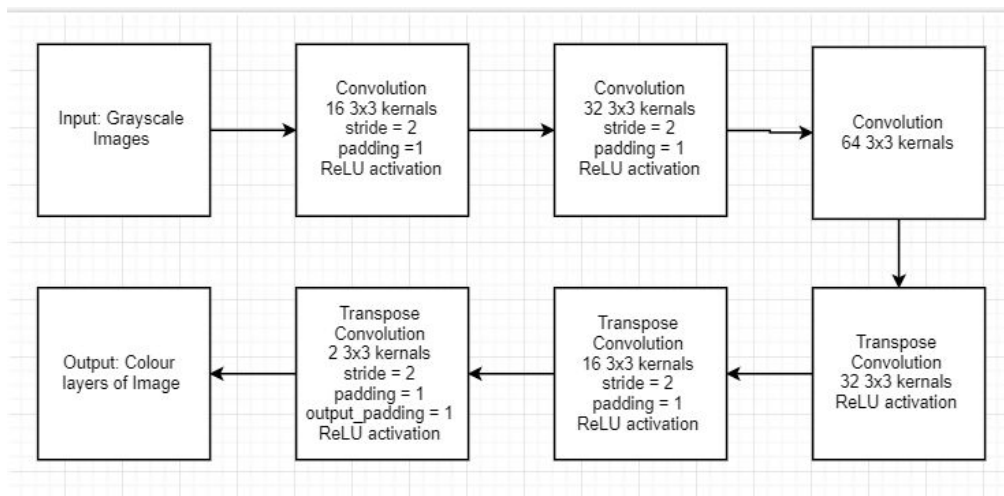 Input: Grayscale
Images
Convolution
16 3x3 kernals
stride = 2
padding =1
ReLU activation
Convolution
32 3x3 kernals
stride = 2
padding = 1
ReLU activation
Convolution
64 3x3 kernals
Transpose
Convolution
32 3x3 kernals
ReLU activation
Transpose
Convolution
16 3x3 kernals
stride = 2
padding = 1
ReLU activation
Transpose
Convolution
2 3x3 kernals
stride = 2
padding = 1
output_padding = 1
ReLU activation
Output: Colour
layers of Image